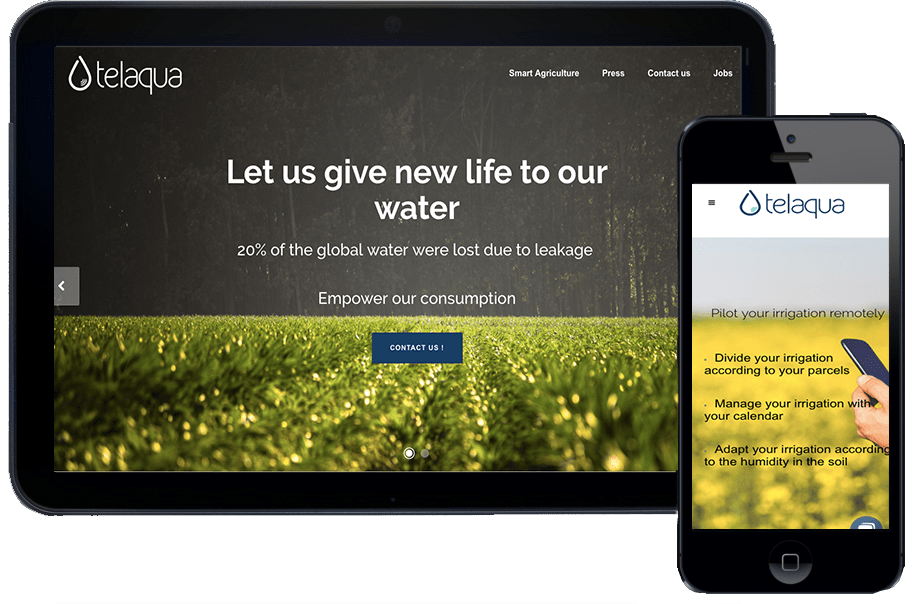 telaqua
Smart Agriculture Press Contact us Jobs
Let us give new life to our
water
20% of the global water were lost due to leakage
Empower our consumption
CONTACT US !
telaqua
Pilot your irrigation remotely
- Divide your irrigation
according to your parcels
- Manage your irrigation with
your calendar
- Adapt your irrigation according
to the humidity in the soil